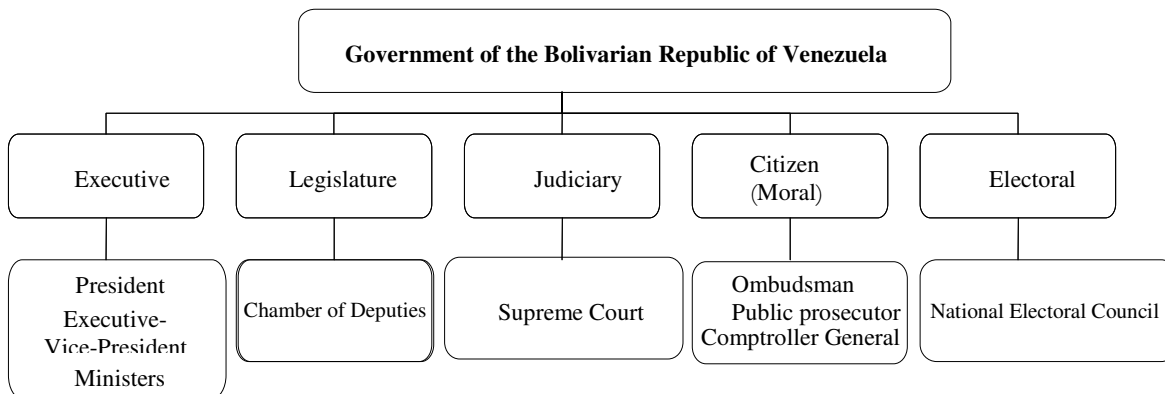 Government of the Bolivarian Republic of Venezuela
Executive
Legislature
Judiciary
Citizen
(Moral)
Electoral
President
Executive-
Vice-President
Ministers
Chamber of Deputies
Supreme Court
Ombudsman
Public prosecutor
Comptroller General
National Electoral Council